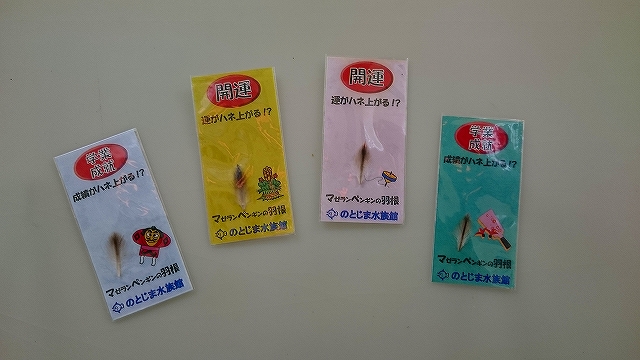 学業
成就
成績がハネ上がる!?
マゼランペンギンの羽根
のとじま水族館
開運
運がハネ上がる!?
マゼランペンギンの羽根
のとじま水族館
開運
運がハネ上がる!?
マゼランペンギンの羽根
のとじま水族館
学業
成就
成績がハネ上がる!?
マゼランペンギンの羽根
のとじま水族館